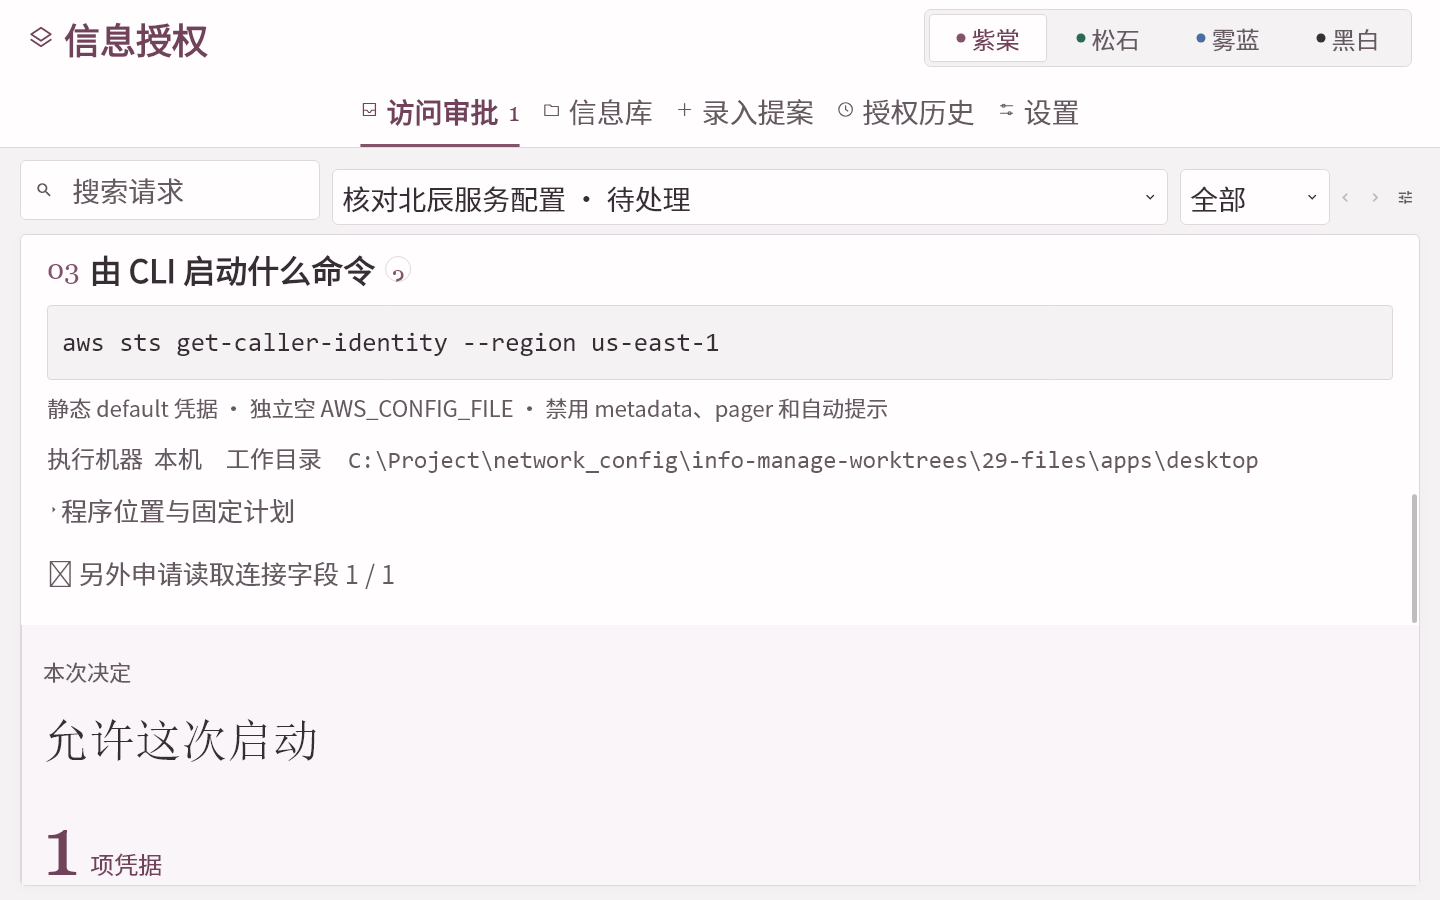 信息授权
紫棠 松石 雾蓝 黑白
访问审批 1 信息库 录入提案 授权历史 设置
搜索请求 核对北辰服务配置 · 待处理 全部
03 由 CLI 启动什么命令 ?
aws sts get-caller-identity --region us-east-1
静态 default 凭据 · 独立空 AWS_CONFIG_FILE · 禁用 metadata、pager 和自动提示
执行机器 本机 工作目录 C:\Project\network_config\info-manage-worktrees\29-files\apps\desktop
程序位置与固定计划
另外申请读取连接字段 1 / 1
本次决定
允许这次启动
1 项凭据